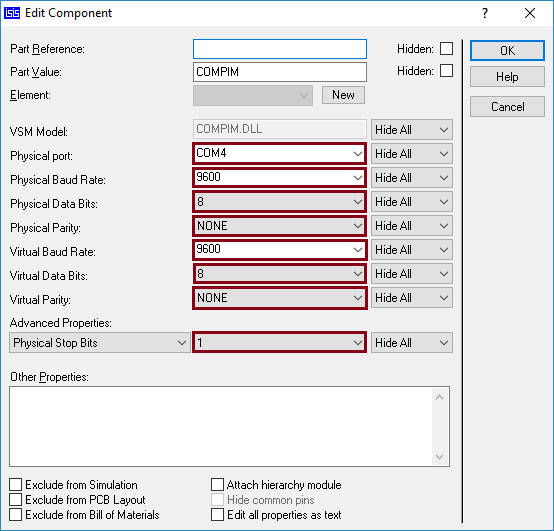 ISIS Edit Component ?
Part Reference: Hidden: OK
Part Value: COMPIM Hidden:
Element: New Help
Cancel
VSM Model: COMPIM.DLL Hide All
Physical port: COM4 Hide All
Physical Baud Rate: 9600 Hide All
Physical Data Bits: 8 Hide All
Physical Parity: NONE Hide All
Virtual Baud Rate: 9600 Hide All
Virtual Data Bits: 8 Hide All
Virtual Parity: NONE Hide All
Advanced Properties:
Physical Stop Bits 1 Hide All
Other Properties:
Exclude from Simulation Attach hierarchy module
Exclude from PCB Layout Hide common pins
Exclude from Bill of Materials Edit all properties as text